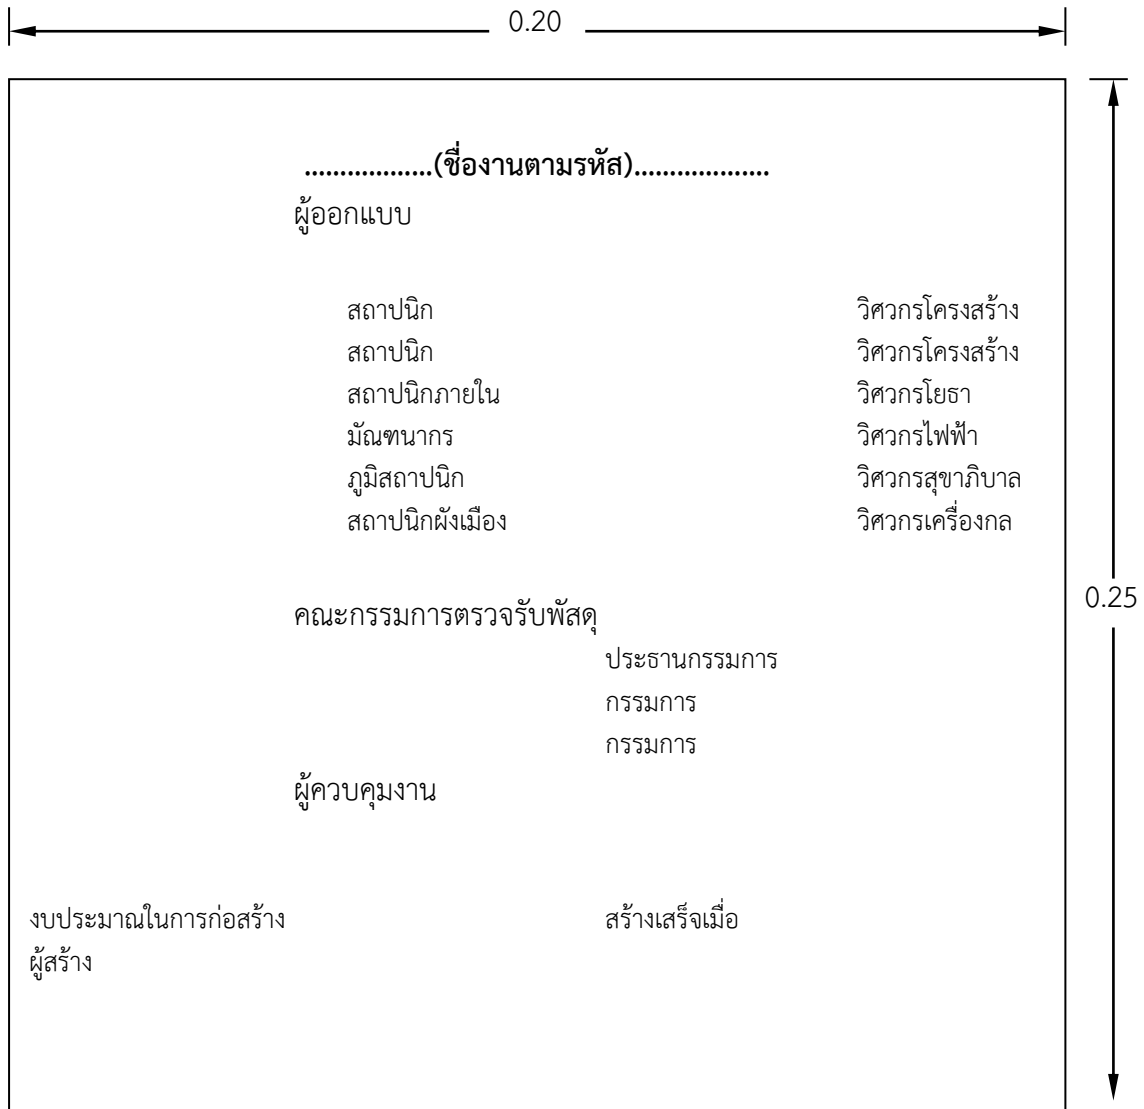 0.20
..................(ชื่องานตามรหัส)...................
ผู้ออกแบบ
สถาปนิก วิศวกรโครงสร้าง
สถาปนิก วิศวกรโครงสร้าง
สถาปนิกภายใน วิศวกรโยธา
มัณฑนากร วิศวกรไฟฟ้า
ภูมิสถาปนิก วิศวกรสุขาภิบาล
สถาปนิกผังเมือง วิศวกรเครื่องกล
0.25
คณะกรรมการตรวจรับพัสดุ
ประธานกรรมการ
กรรมการ
กรรมการ
ผู้ควบคุมงาน
งบประมาณในการก่อสร้าง สร้างเสร็จเมื่อ
ผู้สร้าง